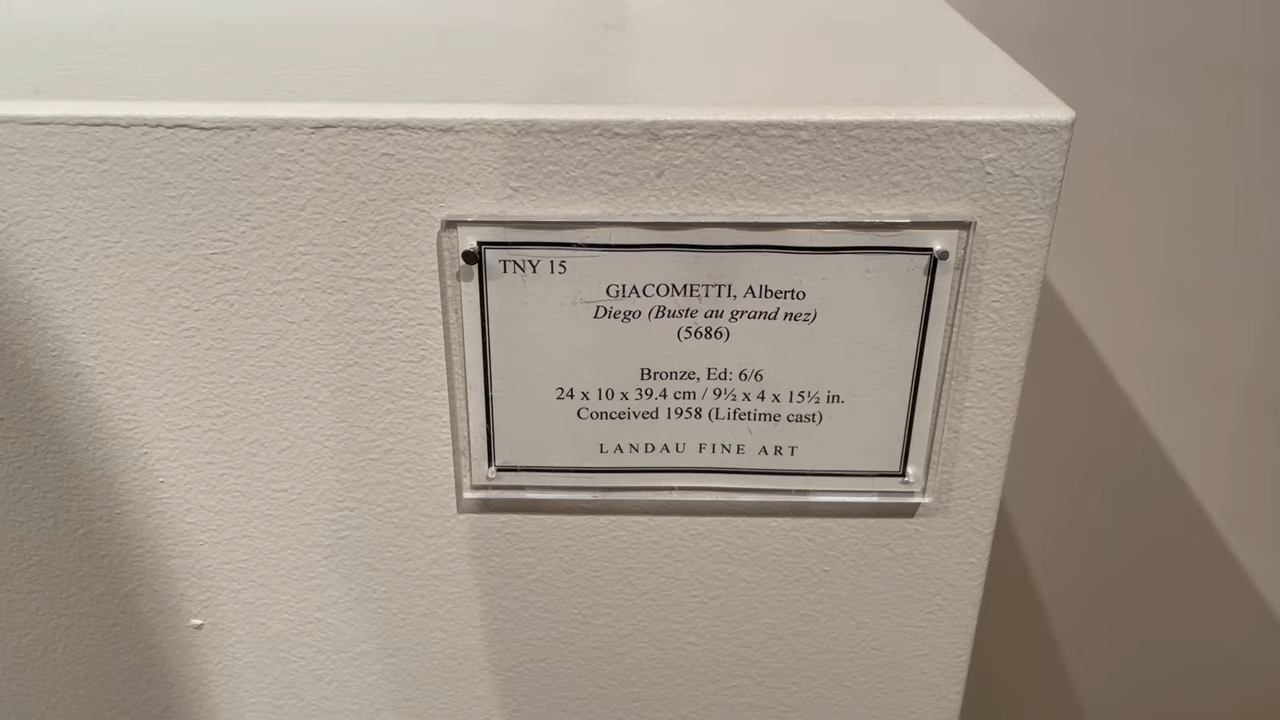 TNY 15
GIACOMETTI, Alberto
Diego (Buste au grand nez)
(5686)
Bronze, Ed: 6/6
24 x 10 x 39.4 cm / 9½ x 4 x 15½ in.
Conceived 1958 (Lifetime cast)
LANDAU FINE ART